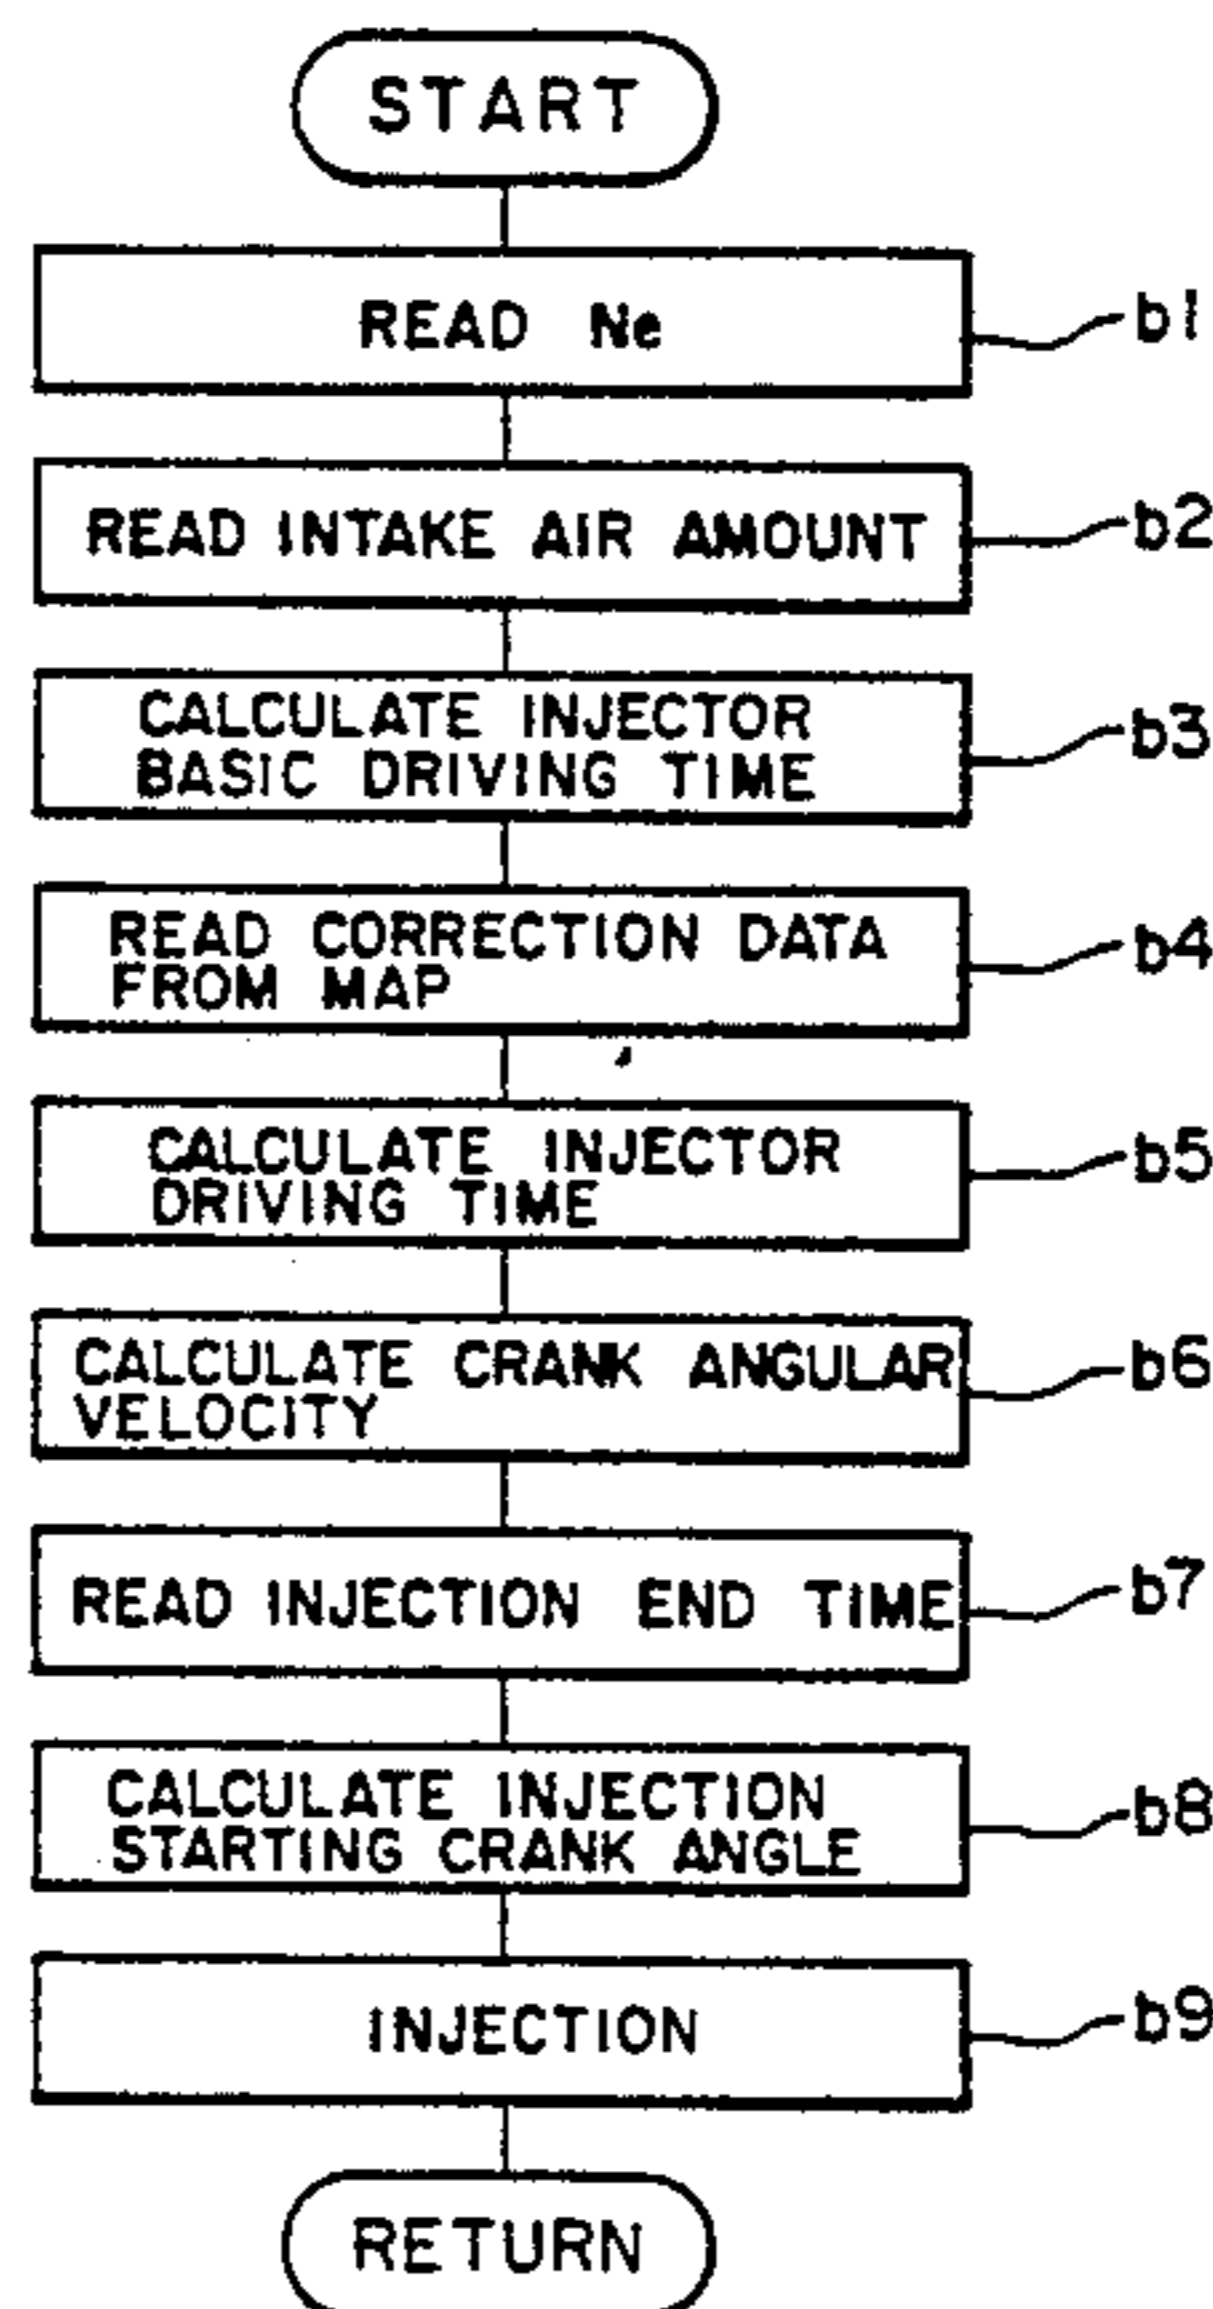 START
READ Ne
b1
READ INTAKE AIR AMOUNT
b2
CALCULATE INJECTOR
BASIC DRIVING TIME
b3
READ CORRECTION DATA
FROM MAP
b4
CALCULATE INJECTOR
DRIVING TIME
b5
CALCULATE CRANK ANGULAR
VELOCITY
b6
READ INJECTION END TIME
b7
CALCULATE INJECTION
STARTING CRANK ANGLE
b8
INJECTION
b9
RETURN